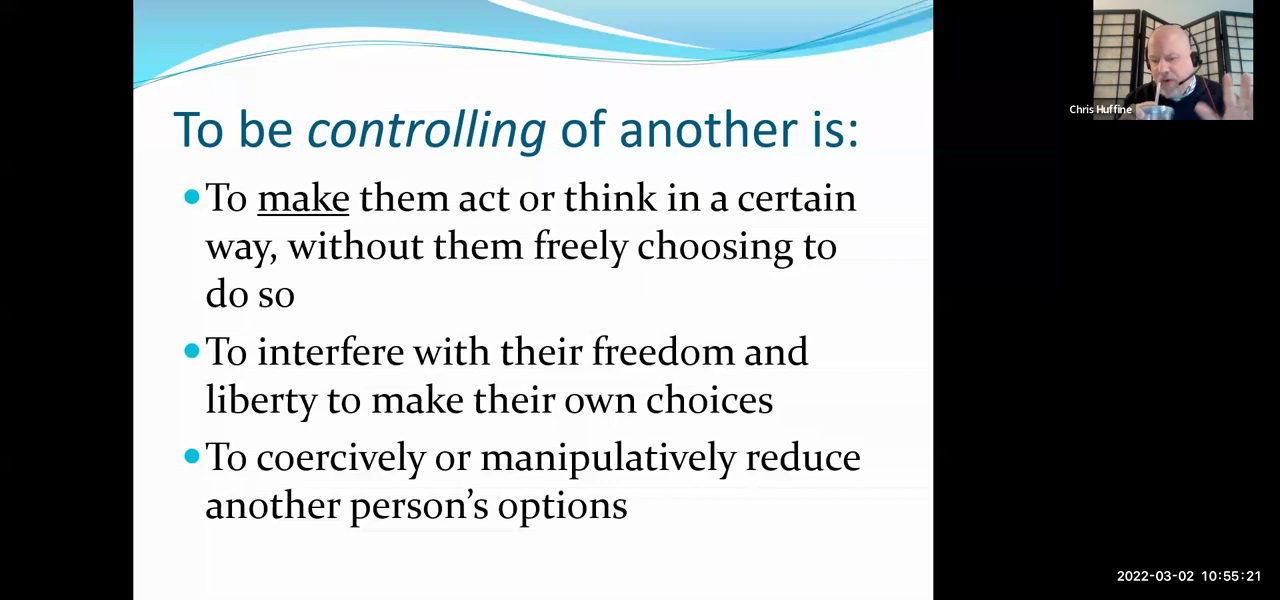 To be controlling of another is:
•To make them act or think in a certain
way, without them freely choosing to
do so
•To interfere with their freedom and
liberty to make their own choices
•To coercively or manipulatively reduce
another person’s options
Chris Huffine
2022-03-02 10:55:21